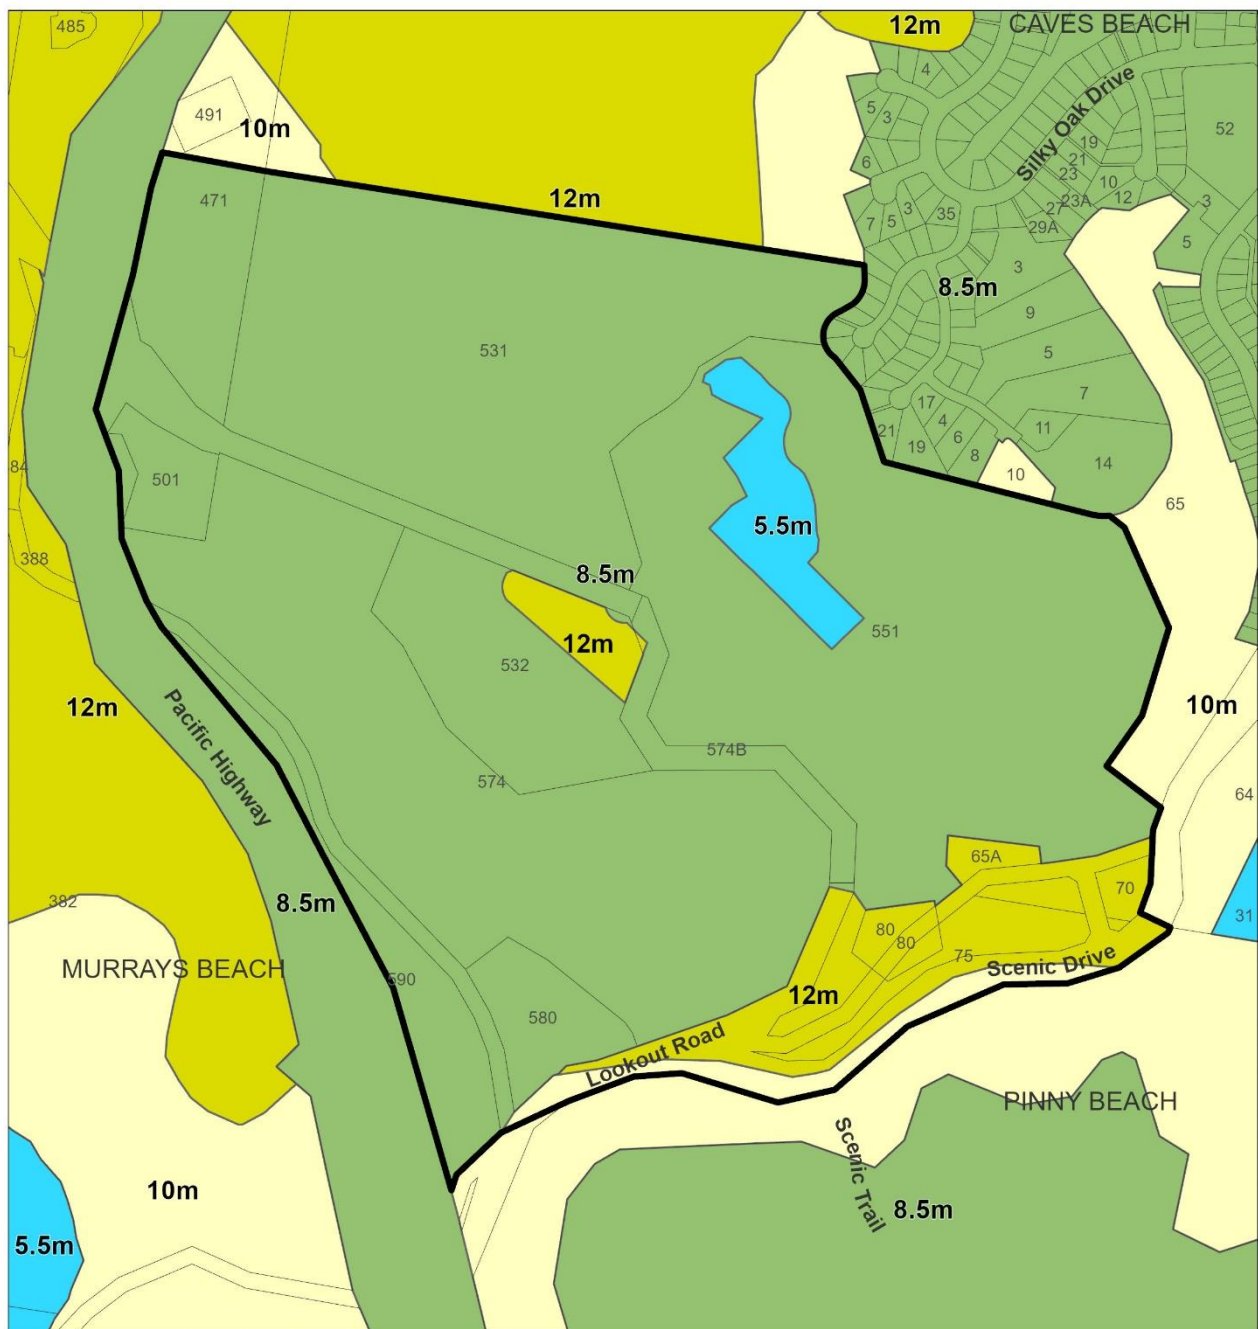 485
12m
CAVES BEACH
4
491
10m
5
3
Silky Oak Drive
52
19
21
6
23
10
12m
471
23A
12
3
27
7
5
3
35
29A
5
3
8.5m
9
531
5
7
17
4
11
21
19
6
8
14
84
10
501
65
5.5m
388
8.5m
551
12m
532
12m
10m
Pacific Highway
574B
574
64
65A
70
382
8.5m
31
80
80
75
MURRAYS BEACH
Scenic Drive
590
12m
580
Lookout Road
PINNY BEACH
Scenic Trail
10m
8.5m
5.5m